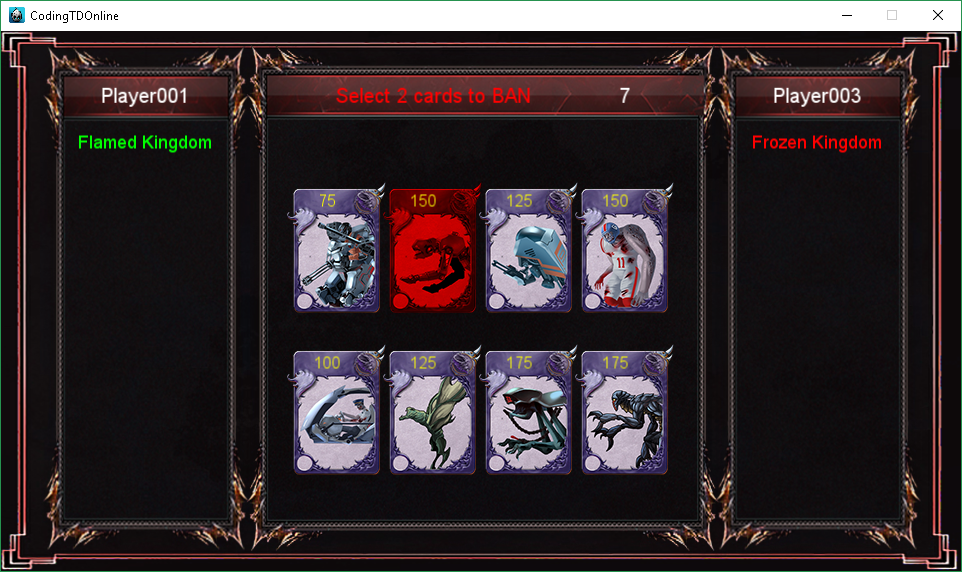 CodingTDOnline
Player001
Select 2 cards to BAN 7
Player003
Flamed Kingdom
Frozen Kingdom
75 150 125 150
11
100 125 175 175